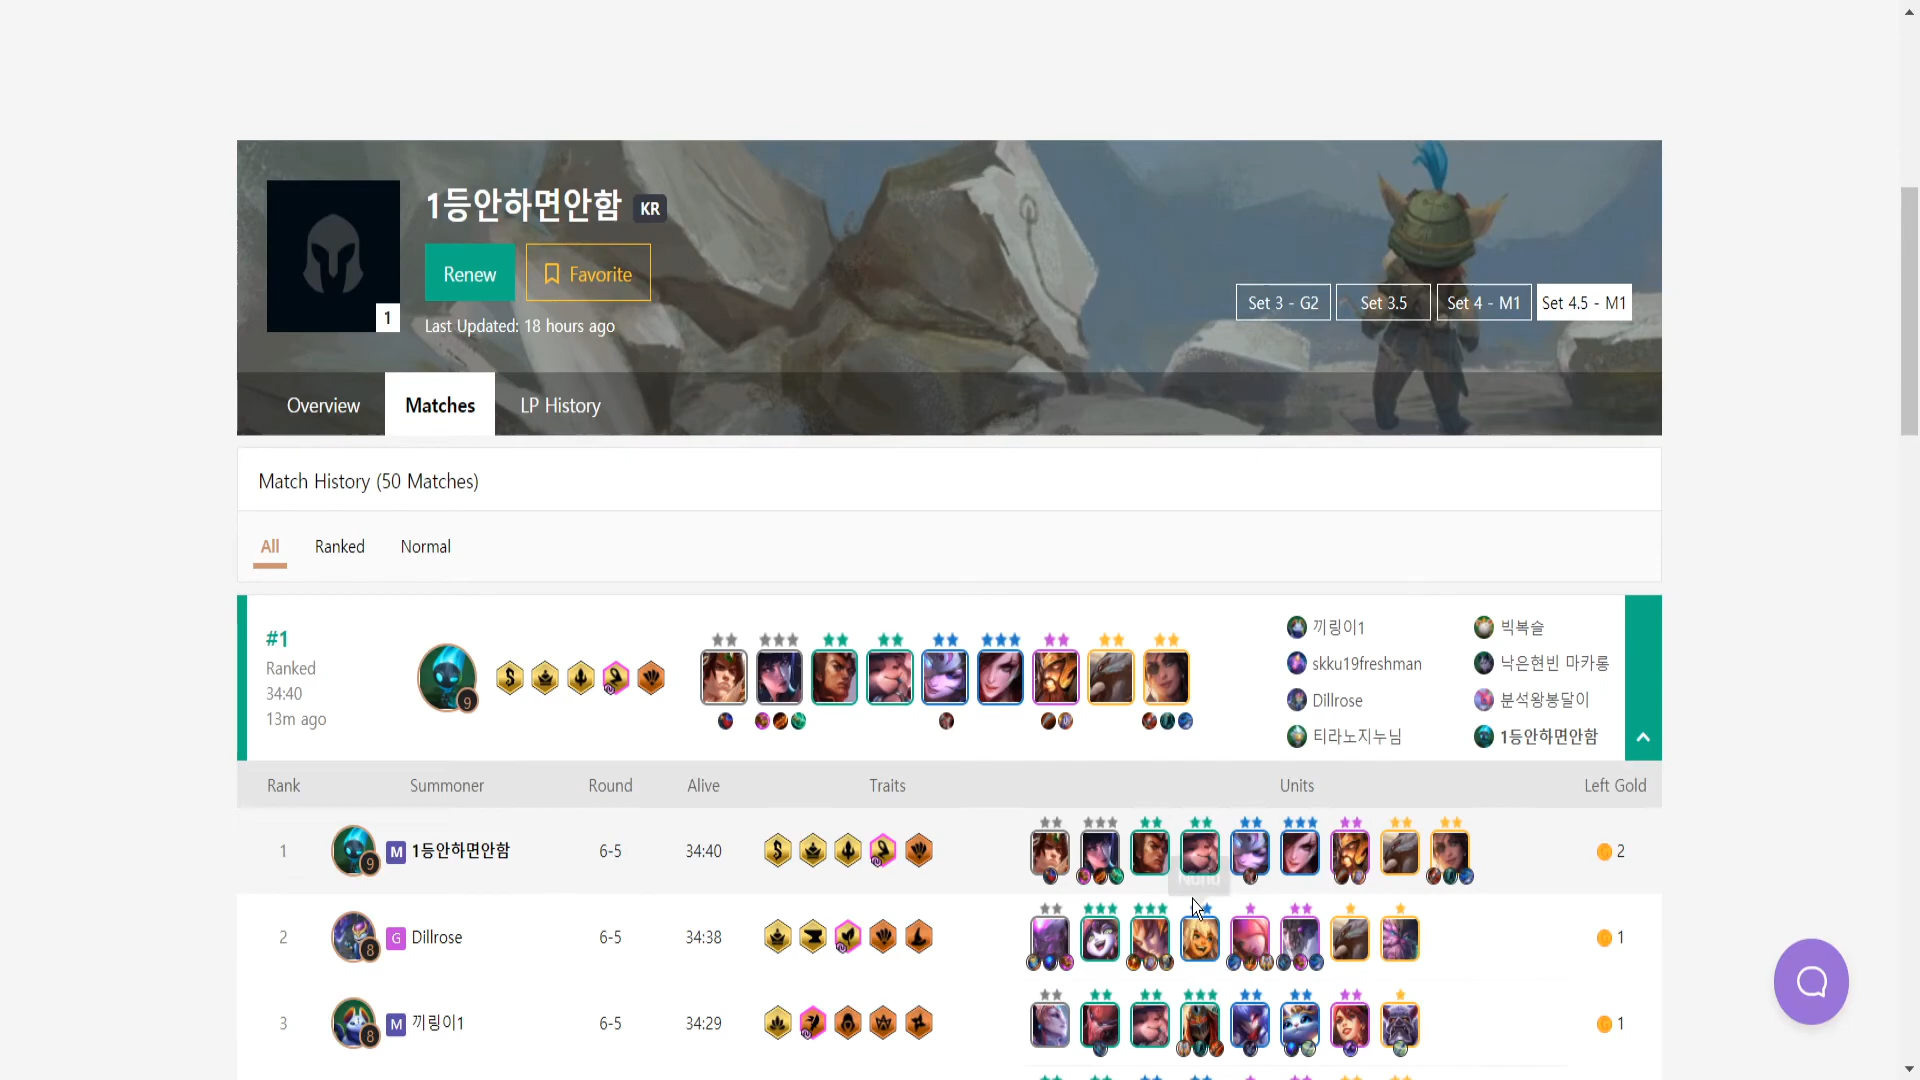 1등안하면안함 KR
Renew
Favorite
1
Last Updated: 18 hours ago
Set 3 - G2
Set 3.5
Set 4 - M1
Set 4.5 - M1
Overview
Matches
LP History
Match History (50 Matches)
All
Ranked
Normal
#1
Ranked
34:40
13m ago
9
끼링이1
빅복슬
skku19freshman
낙은현빈 마카롱
Dillrose
분석왕봉달이
티라노지누님
1등안하면안함
Rank Summoner Round Alive Traits Units Left Gold
1 9 M 1등안하면안함 6-5 34:40 2
2 8 G Dillrose 6-5 34:38 1
3 8 M 끼링이1 6-5 34:29 1